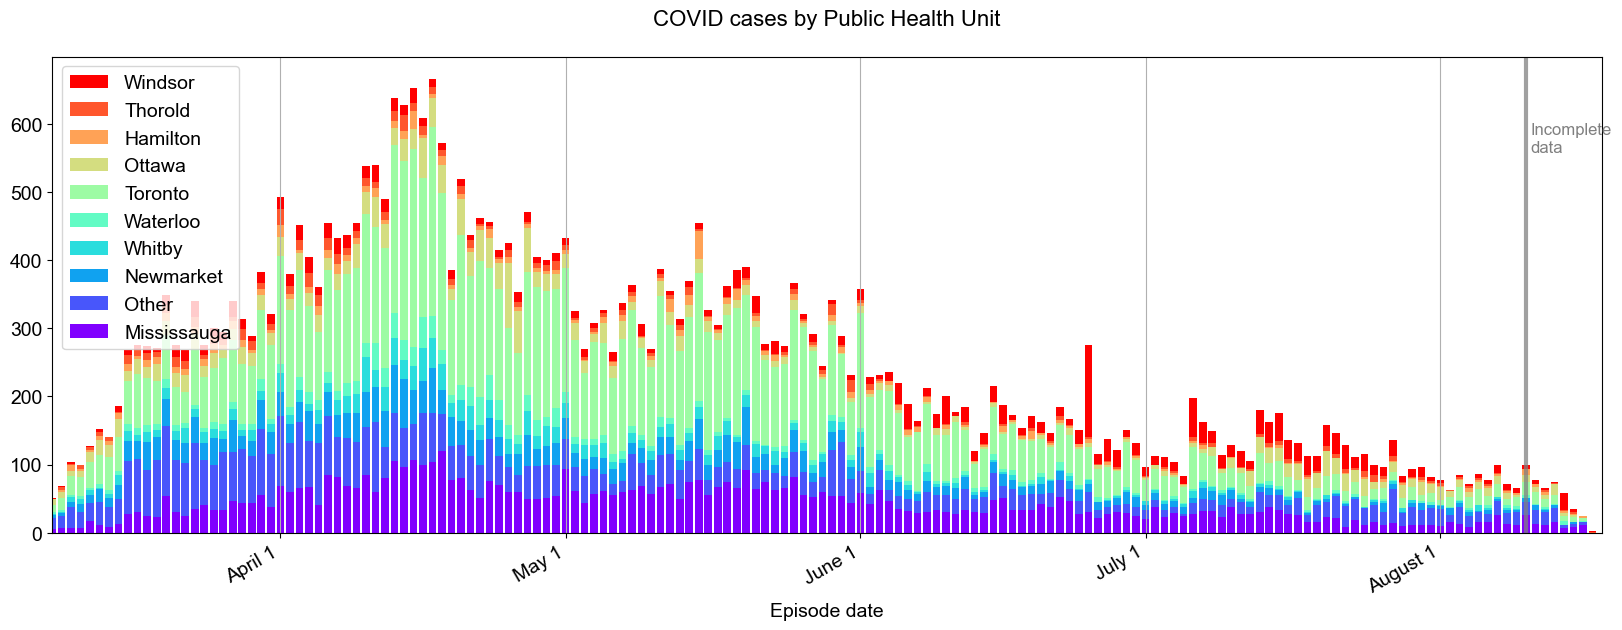 COVID cases by Public Health Unit
Windsor
Thorold
Hamilton
Ottawa
Toronto
Waterloo
Whitby
Newmarket
Other
Mississauga
Incomplete
data
600
500
400
300
200
100
0
April 1
May 1
June 1
July 1
August 1
Episode date